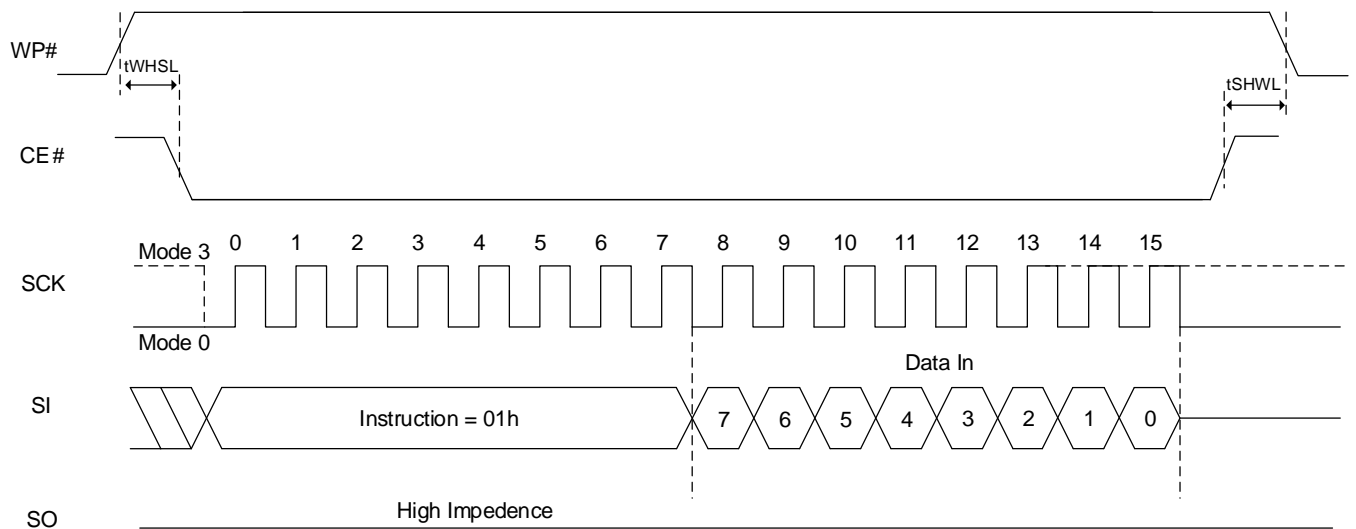 WP#
tWHSL
tSHWL
CE#
Mode 3
0 1 2 3 4 5 6 7 8 9 10 11 12 13 14 15
SCK
Mode 0
Data In
SI
Instruction = 01h
7 6 5 4 3 2 1 0
High Impedence
SO